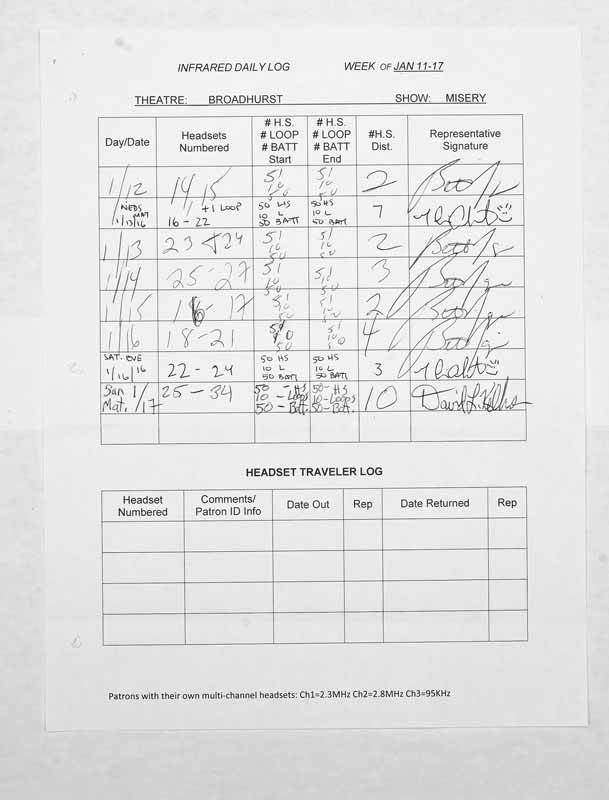 INFRARED DAILY LOG WEEK OF JAN 11-17
THEATRE: BROADHURST SHOW: MISERY
Day/Date Headsets Numbered # H.S. # LOOP # BATT Start # H.S. # LOOP # BATT End #H.S. Dist. Representative Signature
1/12 14 15 51 10 50 51 10 50 2
WEDS MAT 1/13/16 1 + 1 LOOP 16 - 22 50 HS 10 L 50 BATT 50 HS 10 L 50 BATT 7
1/13 23 24 51 10 50 51 10 50 2
1/14 25 - 27 51 10 50 51 10 50 3
1/15 16 - 17 51 10 50 51 10 50 2
1/16 18 - 21 51 10 50 51 10 50 4
SAT. EVE 1/16/16 22 - 24 50 HS 10 L 50 BATT 50 HS 10 L 50 BATT 3
Sun 1/17 Mat. 25 - 34 50 - HS 10 - Loops 50 - Batt. 50 - HS 10 - Loops 50 - Batt. 10 David L.
HEADSET TRAVELER LOG
Headset Numbered Comments/ Patron ID Info Date Out Rep Date Returned Rep
Patrons with their own multi-channel headsets: Ch1=2.3MHz Ch2=2.8MHz Ch3=95KHz